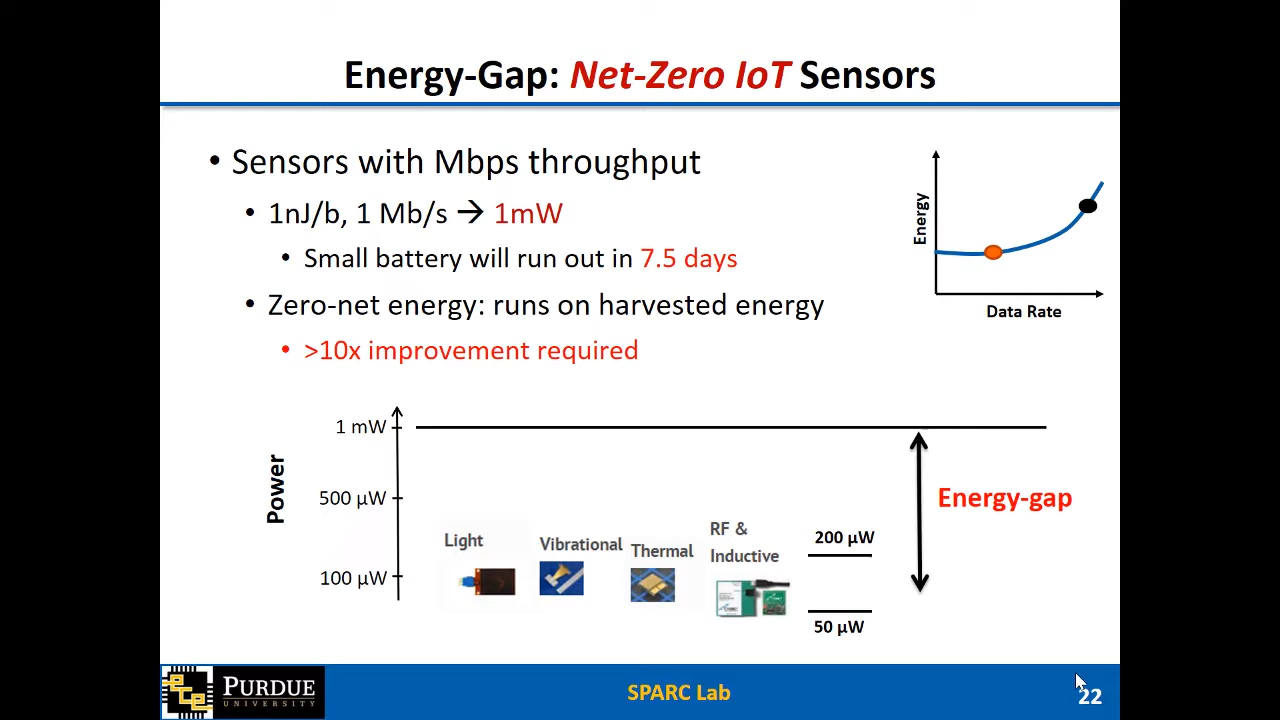 Energy-Gap: Net-Zero IoT Sensors
• Sensors with Mbps throughput
• 1nJ/b, 1 Mb/s → 1mW
• Small battery will run out in 7.5 days
• Zero-net energy: runs on harvested energy
• >10x improvement required
Energy
Data Rate
Power
1 mW
500 µW
100 µW
Light
Vibrational
Thermal
RF &
Inductive
200 µW
50 µW
Energy-gap
ece
PURDUE
UNIVERSITY
SPARC Lab
22